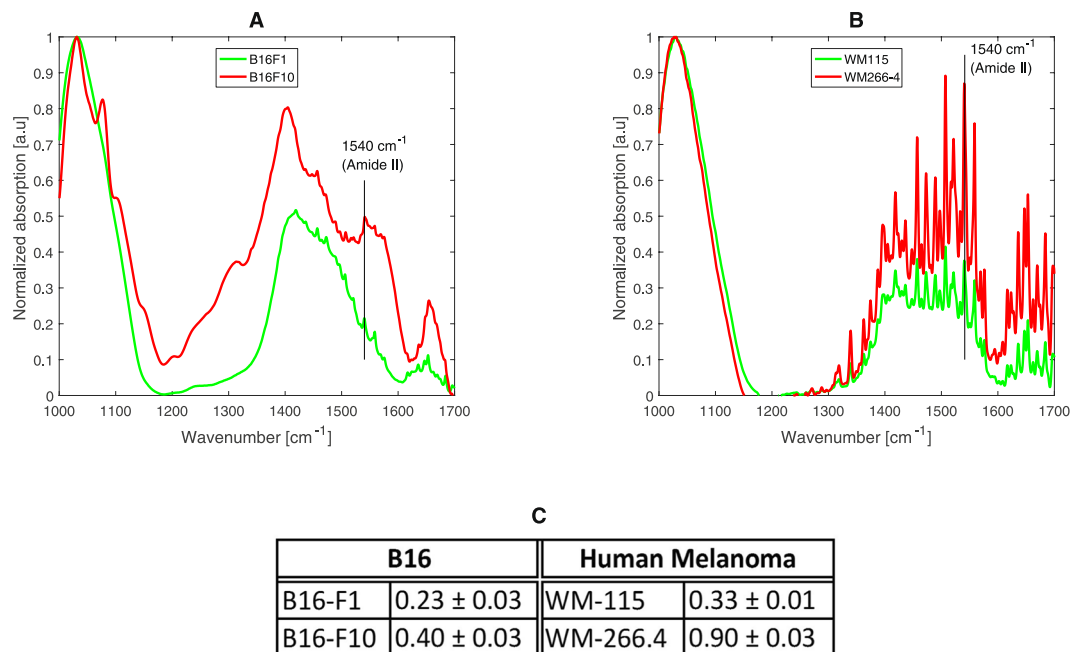 A
B16F1
B16F10
1540 cm⁻¹
(Amide II)
Normalized absorption [a.u]
1
0.9
0.8
0.7
0.6
0.5
0.4
0.3
0.2
0.1
0
1000 1100 1200 1300 1400 1500 1600 1700
Wavenumber [cm⁻¹]
B
WM115
WM266-4
1540 cm⁻¹
(Amide II)
Normalized absorption [a.u]
1
0.9
0.8
0.7
0.6
0.5
0.4
0.3
0.2
0.1
0
1000 1100 1200 1300 1400 1500 1600 1700
Wavenumber [cm⁻¹]
C
B16 Human Melanoma
B16-F1 0.23 ± 0.03 WM-115 0.33 ± 0.01
B16-F10 0.40 ± 0.03 WM-266.4 0.90 ± 0.03